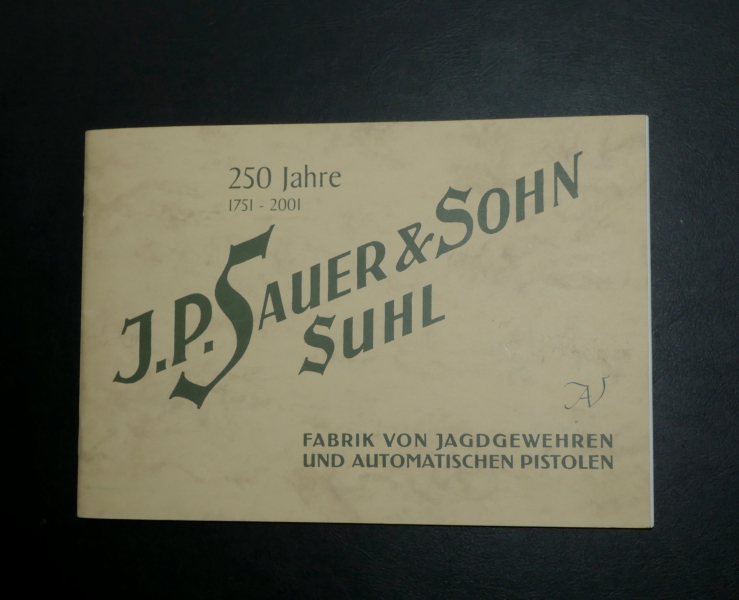 250 Jahre
1751 - 2001
J.P. SAUER & SOHN
SUHL
FABRIK VON JAGDGEWEHREN
UND AUTOMATISCHEN PISTOLEN